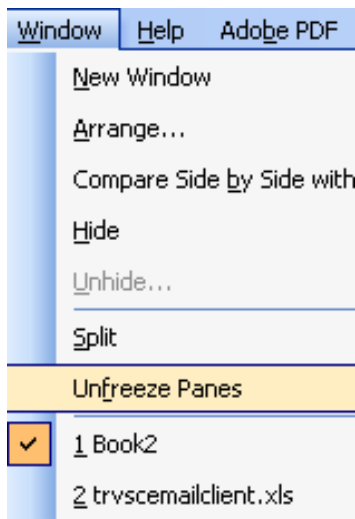 Window Help Adobe PDF
New Window
Arrange...
Compare Side by Side with
Hide
Unhide...
Split
Unfreeze Panes
1 Book2
2 trvscemailclient.xls